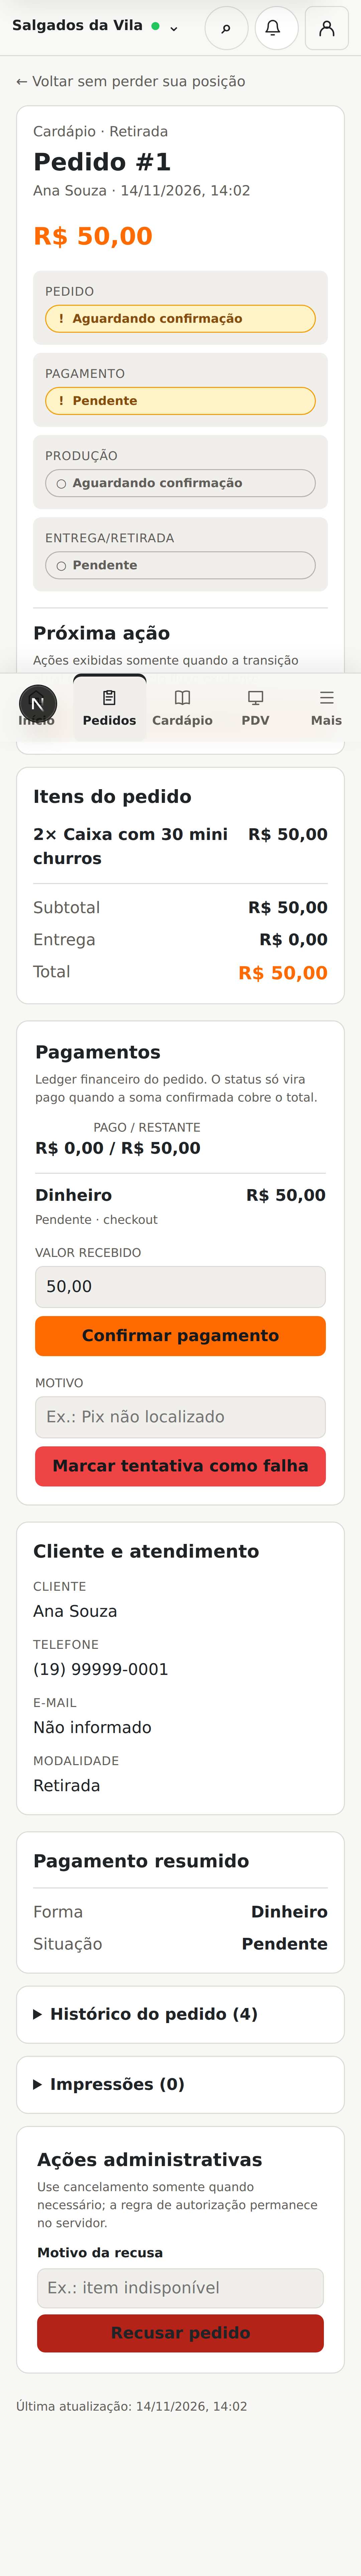 Salgados da Vila
← Voltar sem perder sua posição
Cardápio · Retirada
Pedido #1
Ana Souza · 14/11/2026, 14:02
R$ 50,00
PEDIDO
! Aguardando confirmação
PAGAMENTO
! Pendente
PRODUÇÃO
○ Aguardando confirmação
ENTREGA/RETIRADA
○ Pendente
Próxima ação
Ações exibidas somente quando a transição
N
Início
Pedidos
Cardápio
PDV
Mais
Itens do pedido
2× Caixa com 30 mini R$ 50,00
churros
Subtotal R$ 50,00
Entrega R$ 0,00
Total R$ 50,00
Pagamentos
Ledger financeiro do pedido. O status só vira
pago quando a soma confirmada cobre o total.
PAGO / RESTANTE
R$ 0,00 / R$ 50,00
Dinheiro R$ 50,00
Pendente · checkout
VALOR RECEBIDO
50,00
Confirmar pagamento
MOTIVO
Ex.: Pix não localizado
Marcar tentativa como falha
Cliente e atendimento
CLIENTE
Ana Souza
TELEFONE
(19) 99999-0001
E-MAIL
Não informado
MODALIDADE
Retirada
Pagamento resumido
Forma Dinheiro
Situação Pendente
▶ Histórico do pedido (4)
▶ Impressões (0)
Ações administrativas
Use cancelamento somente quando
necessário; a regra de autorização permanece
no servidor.
Motivo da recusa
Ex.: item indisponível
Recusar pedido
Última atualização: 14/11/2026, 14:02